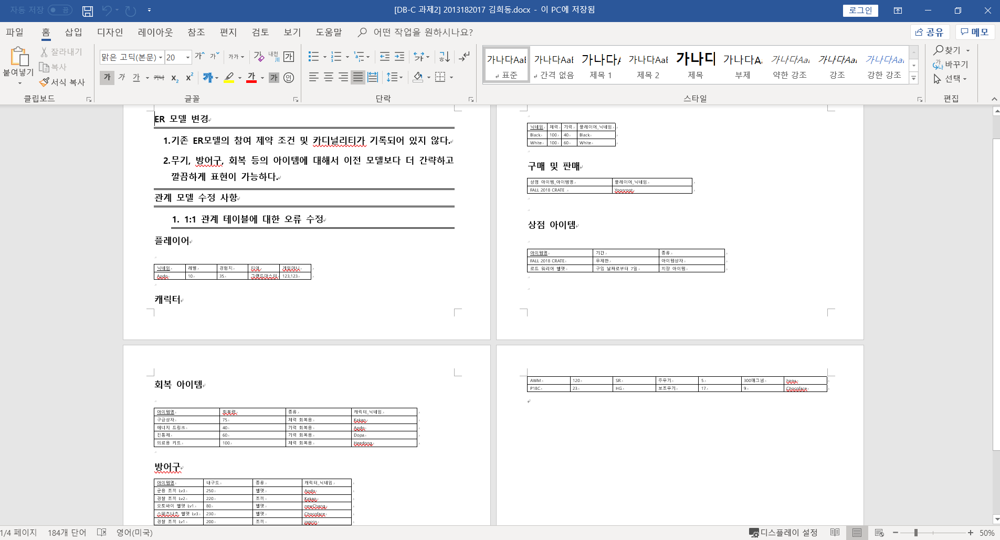 자동 저장 끔
[DB-C 과제2] 2013182017 김희동.docx - 이 PC에 저장됨
로그인
파일 홈 삽입 디자인 레이아웃 참조 편지 검토 보기 도움말 어떤 작업을 원하시나요?
공유 메모
붙여넣기
잘라내기
복사
서식 복사
클립보드
맑은 고딕(본문) 20
글꼴
단락
가나다AaB 표준
가나다AaB 간격 없음
가나다A 제목 1
가나다AaB 제목 2
가나다 제목
가나다A 부제
가나다Aa 약한 강조
가나다Aa 강조
가나다Aa 강한 강조
스타일
찾기
바꾸기
선택
편집
ER 모델 변경
1.기존 ER모델의 참여 제약 조건 및 카디널리티가 기록되어 있지 않다.
2.무기, 방어구, 회복 등의 아이템에 대해서 이전 모델보다 더 간략하고
깔끔하게 표현이 가능하다.
관계 모델 수정 사항
1. 1:1 관계 테이블에 대한 오류 수정
플레이어
닉네임 레벨 경험치 티어 게임머니
Apdo 10 35 그랜드마스터 123,123
캐릭터
닉네임 체력 기력 플레이어_닉네임
Black 100 40 Black
White 100 60 White
구매 및 판매
상점 아이템_아이템명 플레이어_닉네임
FALL 2018 CRATE Yoonroot
상점 아이템
아이템명 기간 종류
FALL 2018 CRATE 무제한 아이템상자
로드 워리어 헬멧 구입 날짜로부터 7일 치장 아이템
회복 아이템
아이템명 회복량 종류 캐릭터_닉네임
구급상자 75 체력 회복용 Kakao
에너지 드링크 40 기력 회복용 Apdo
진통제 60 기력 회복용 Dopa
의료용 키트 100 체력 회복용 Heedong
방어구
아이템명 내구도 종류 캐릭터_닉네임
군용 조끼 Lv3 250 헬멧 Apdo
경찰 조끼 Lv2 220 조끼 Kakao
오토바이 헬멧 Lv1 80 헬멧 newChang
스페츠나츠 헬멧 Lv3 230 헬멧 Chocoface
경찰 조끼 Lv1 200 조끼
AWM 120 SR 주무기 5 300매그넘
P18C 23 HG 보조무기 17 9 Chocoface
1/4 페이지 184개 단어 영어(미국)
디스플레이 설정 50%